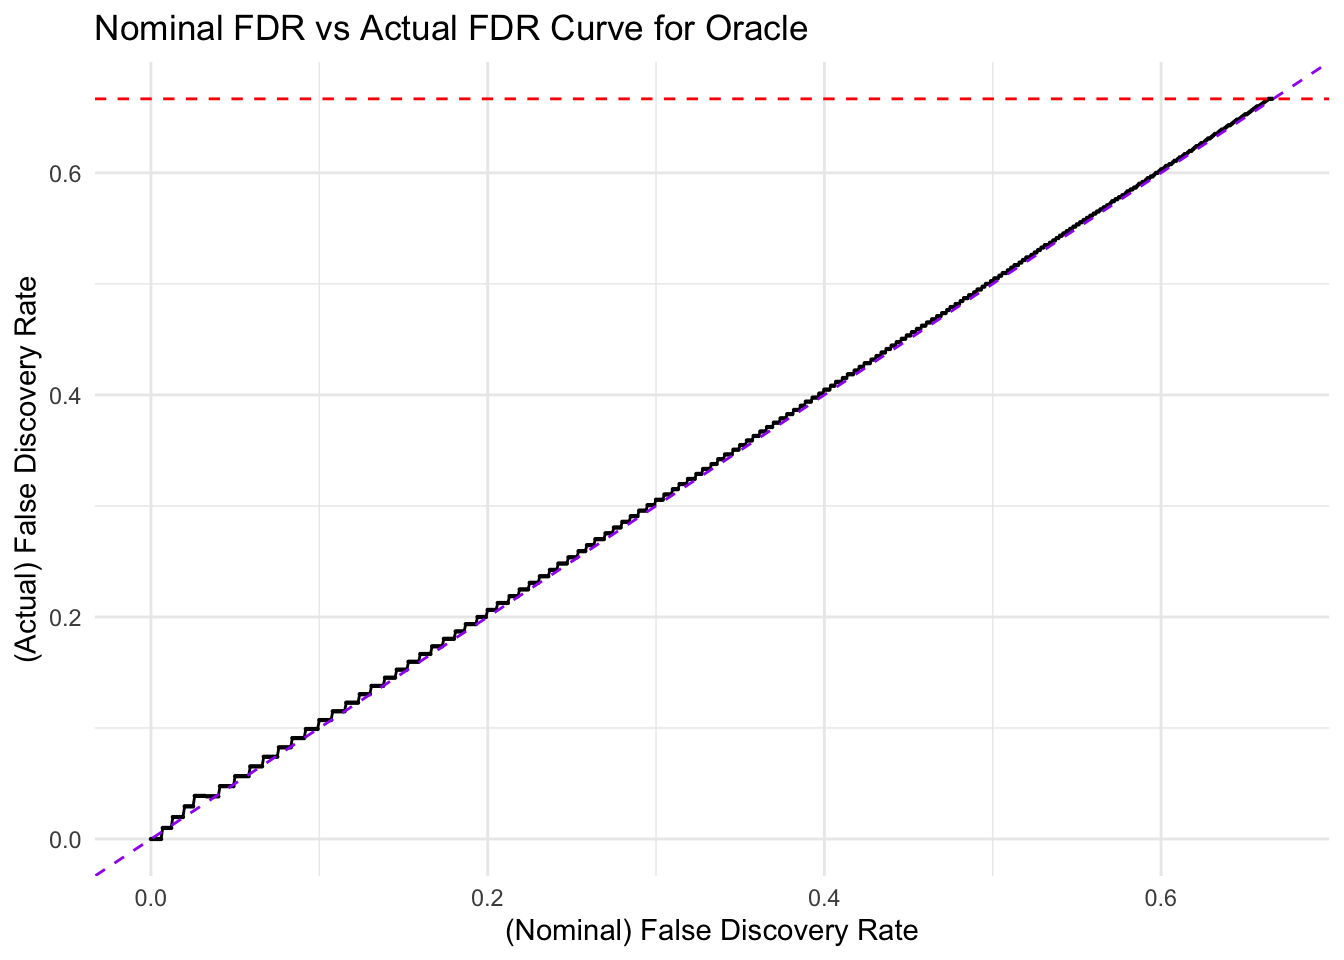 Nominal FDR vs Actual FDR Curve for Oracle
(Actual) False Discovery Rate
0.6
0.4
0.2
0.0
0.0 0.2 0.4 0.6
(Nominal) False Discovery Rate